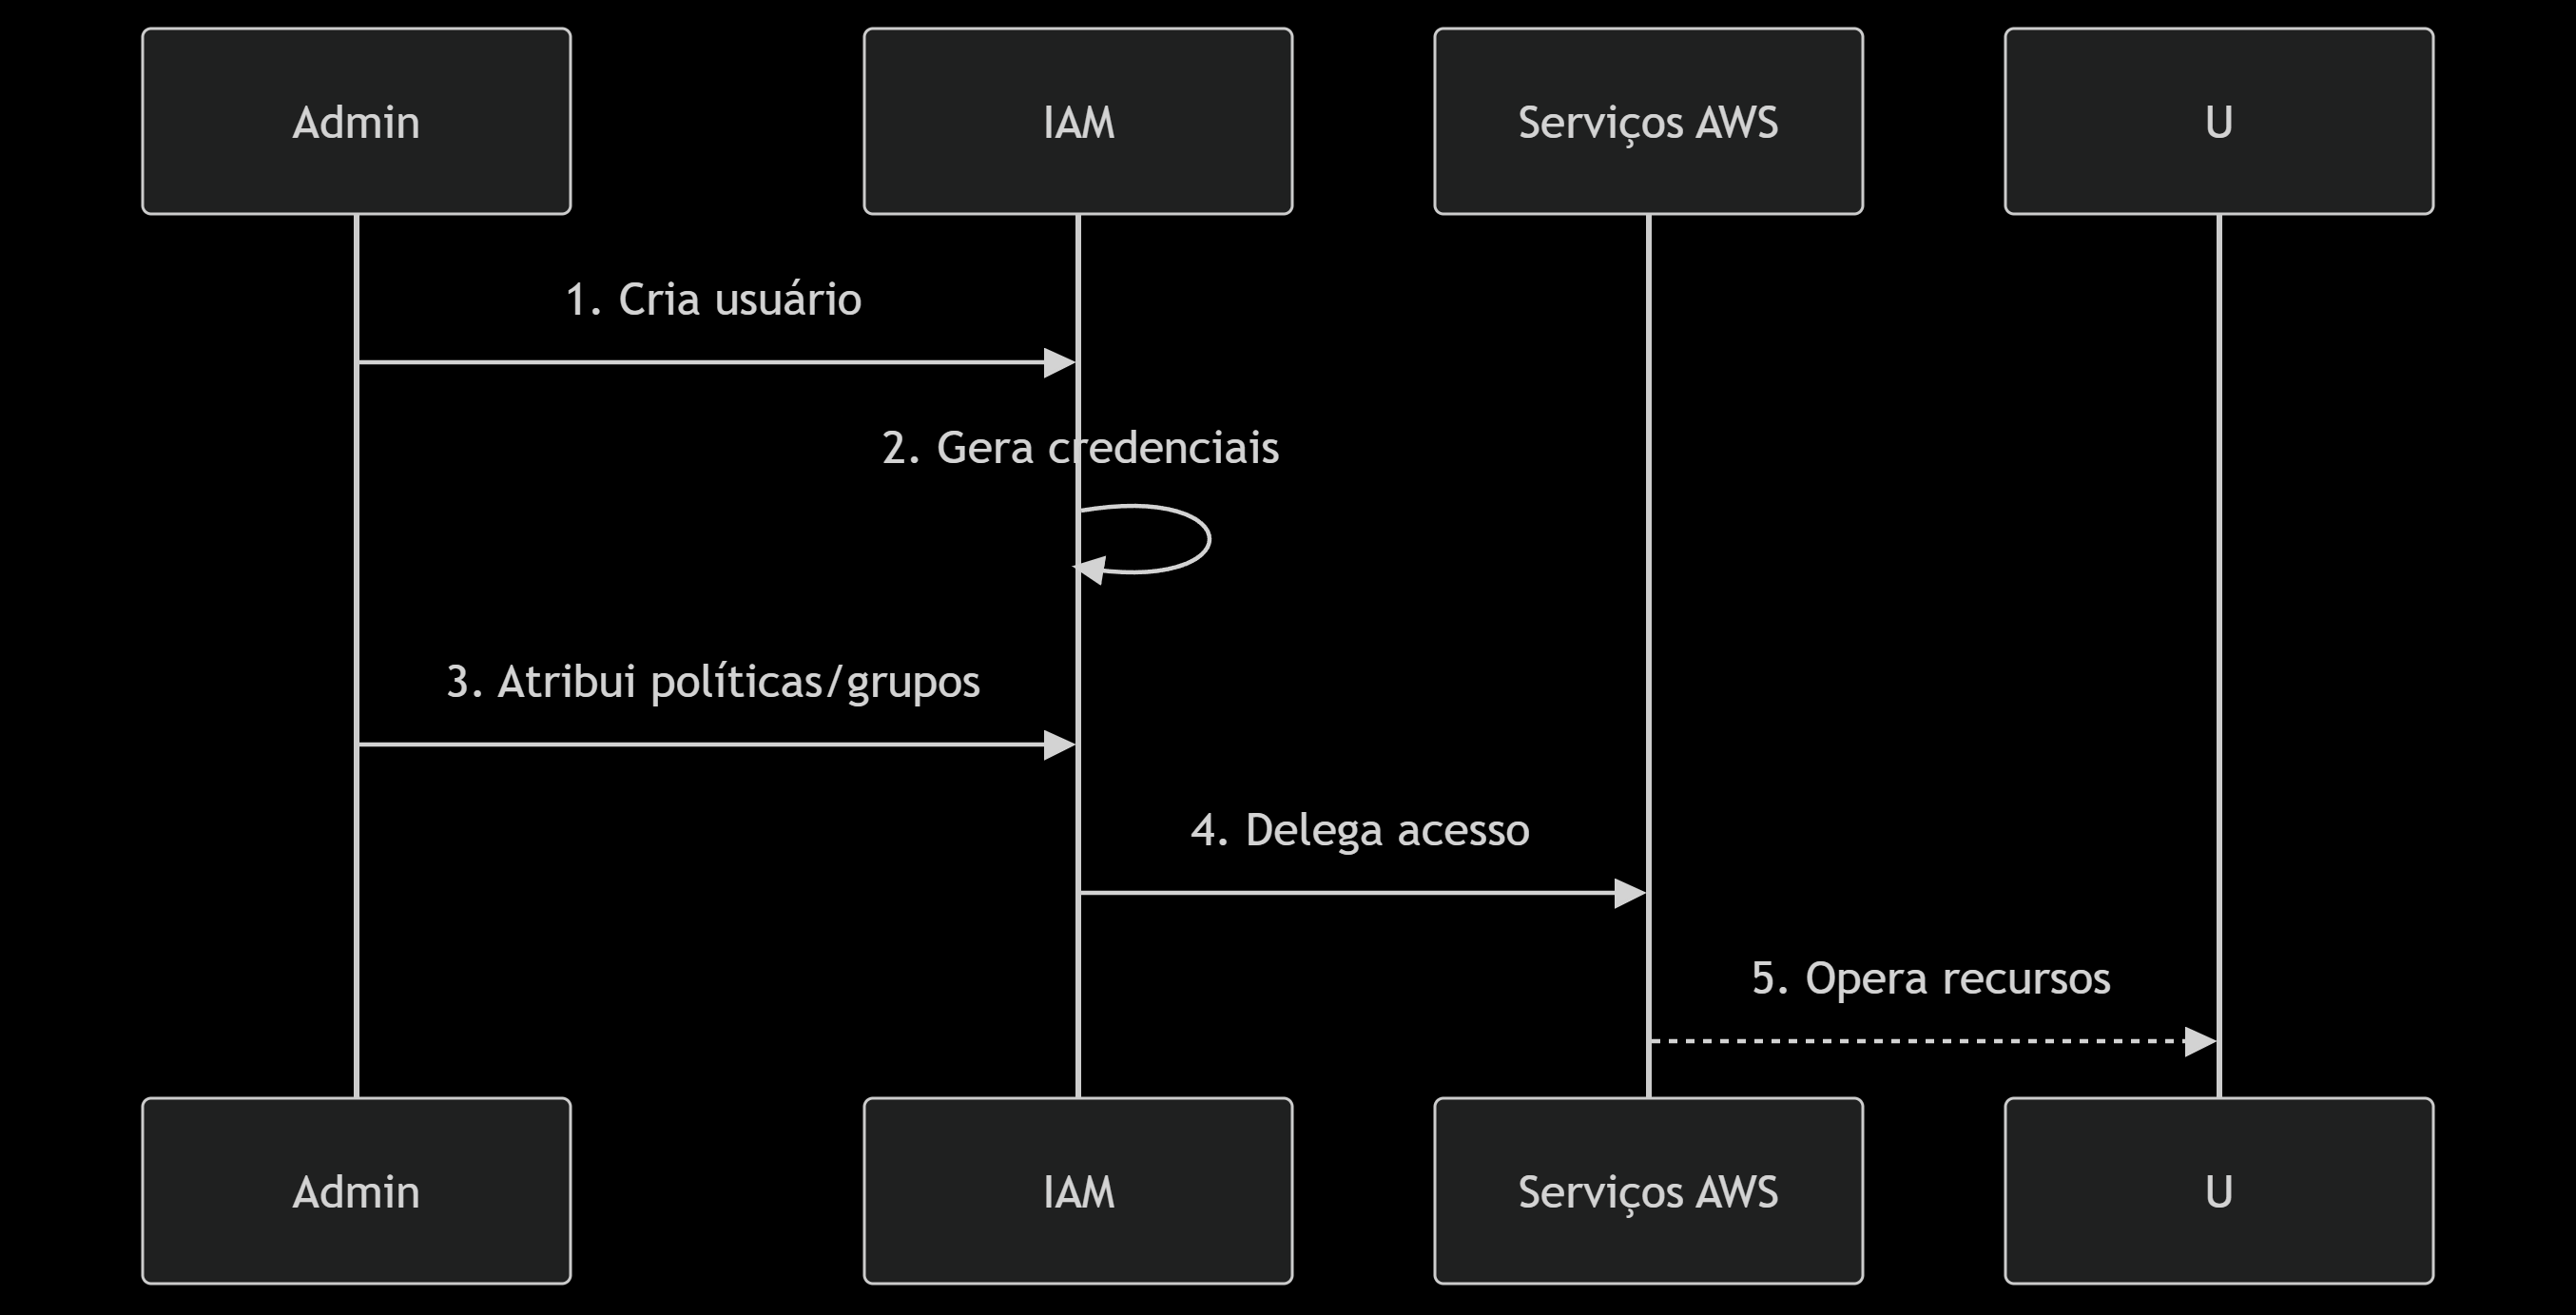 Admin
IAM
Serviços AWS
U
1. Cria usuário
2. Gera credenciais
3. Atribui políticas/grupos
4. Delega acesso
5. Opera recursos
Admin
IAM
Serviços AWS
U